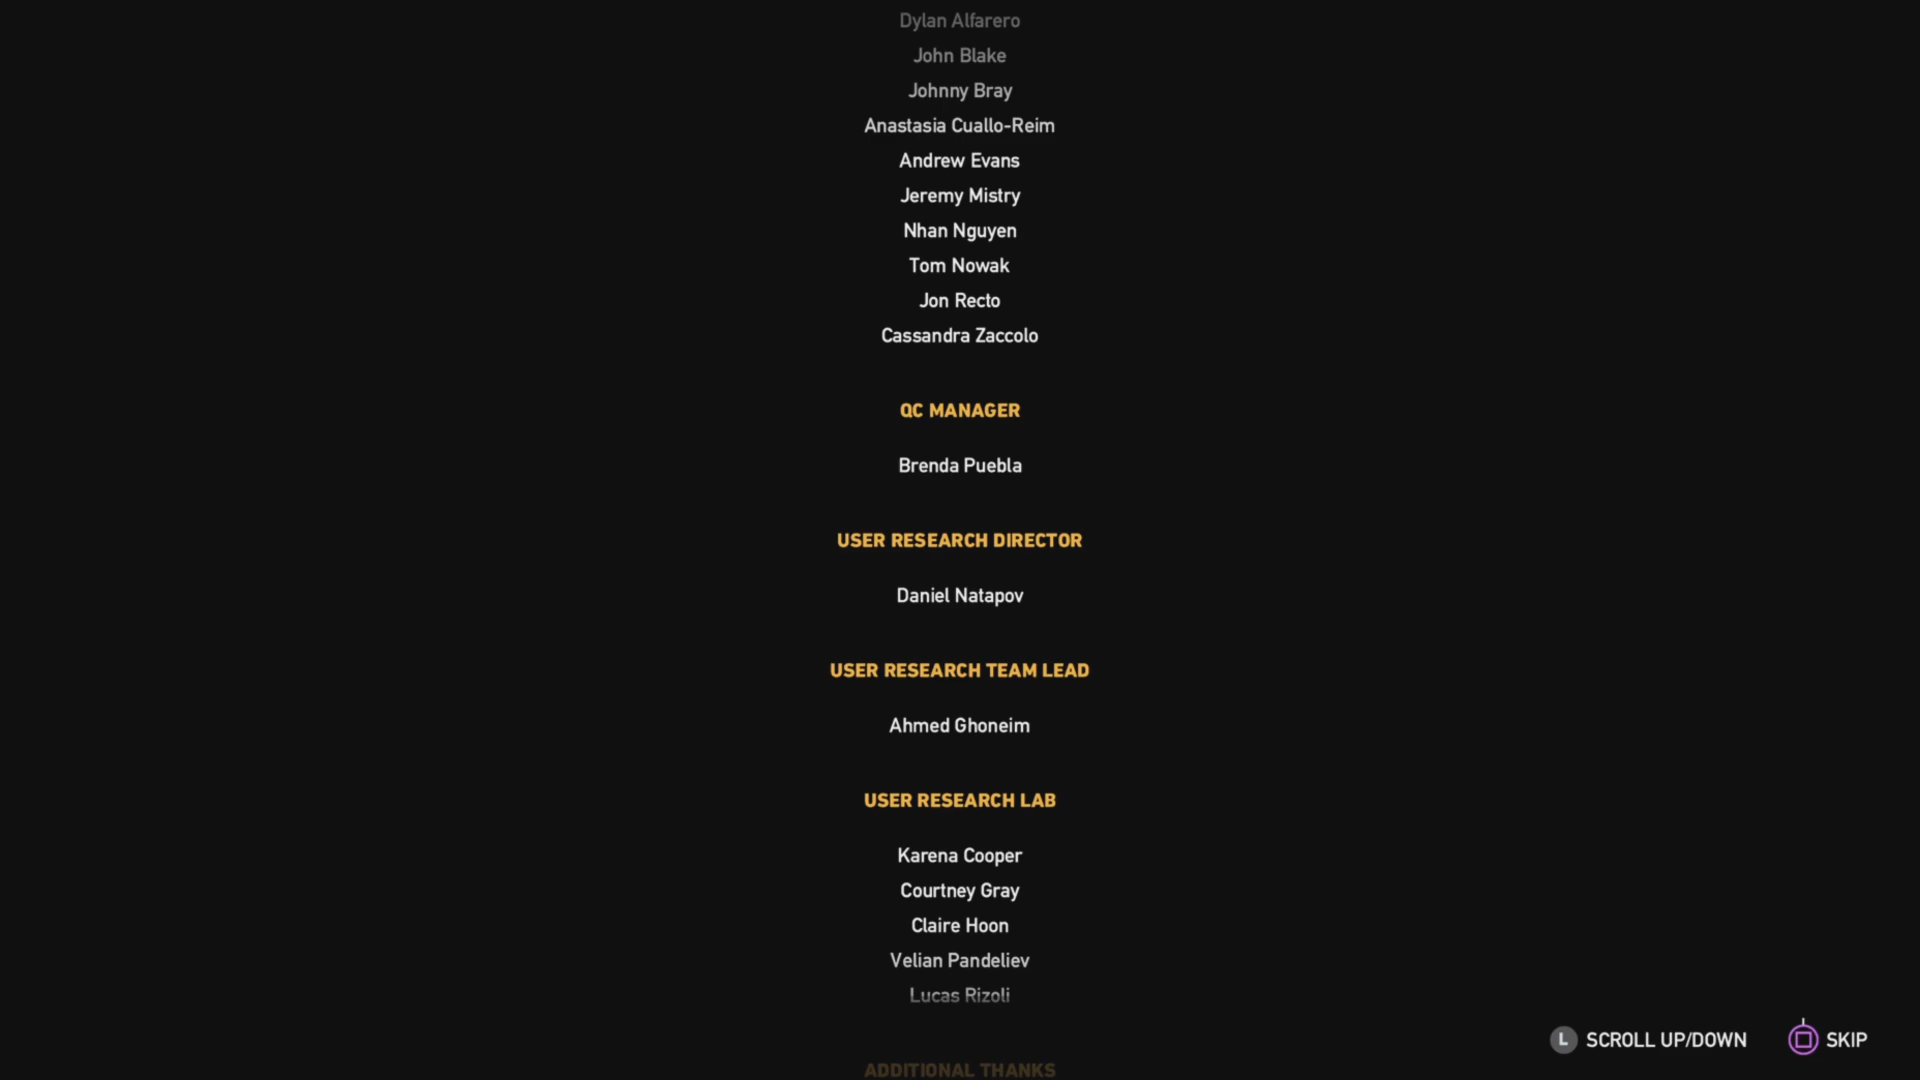 Dylan Alfarero
John Blake
Johnny Bray
Anastasia Cuallo-Reim
Andrew Evans
Jeremy Mistry
Nhan Nguyen
Tom Nowak
Jon Recto
Cassandra Zaccolo
QC MANAGER
Brenda Puebla
USER RESEARCH DIRECTOR
Daniel Natapov
USER RESEARCH TEAM LEAD
Ahmed Ghoneim
USER RESEARCH LAB
Karena Cooper
Courtney Gray
Claire Hoon
Velian Pandeliev
Lucas Rizoli
L SCROLL UP/DOWN SKIP
ADDITIONAL THANKS